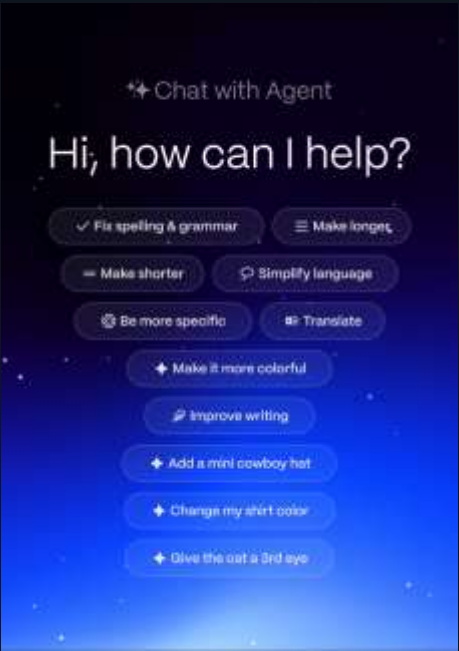 Chat with Agent
Hi, how can I help?
Fix spelling & grammar
Make longer
Make shorter
Simplify language
Be more specific
Translate
Make it more colorful
Improve writing
Add a mini cowboy hat
Change my shirt color
Give the cat a 3rd eye